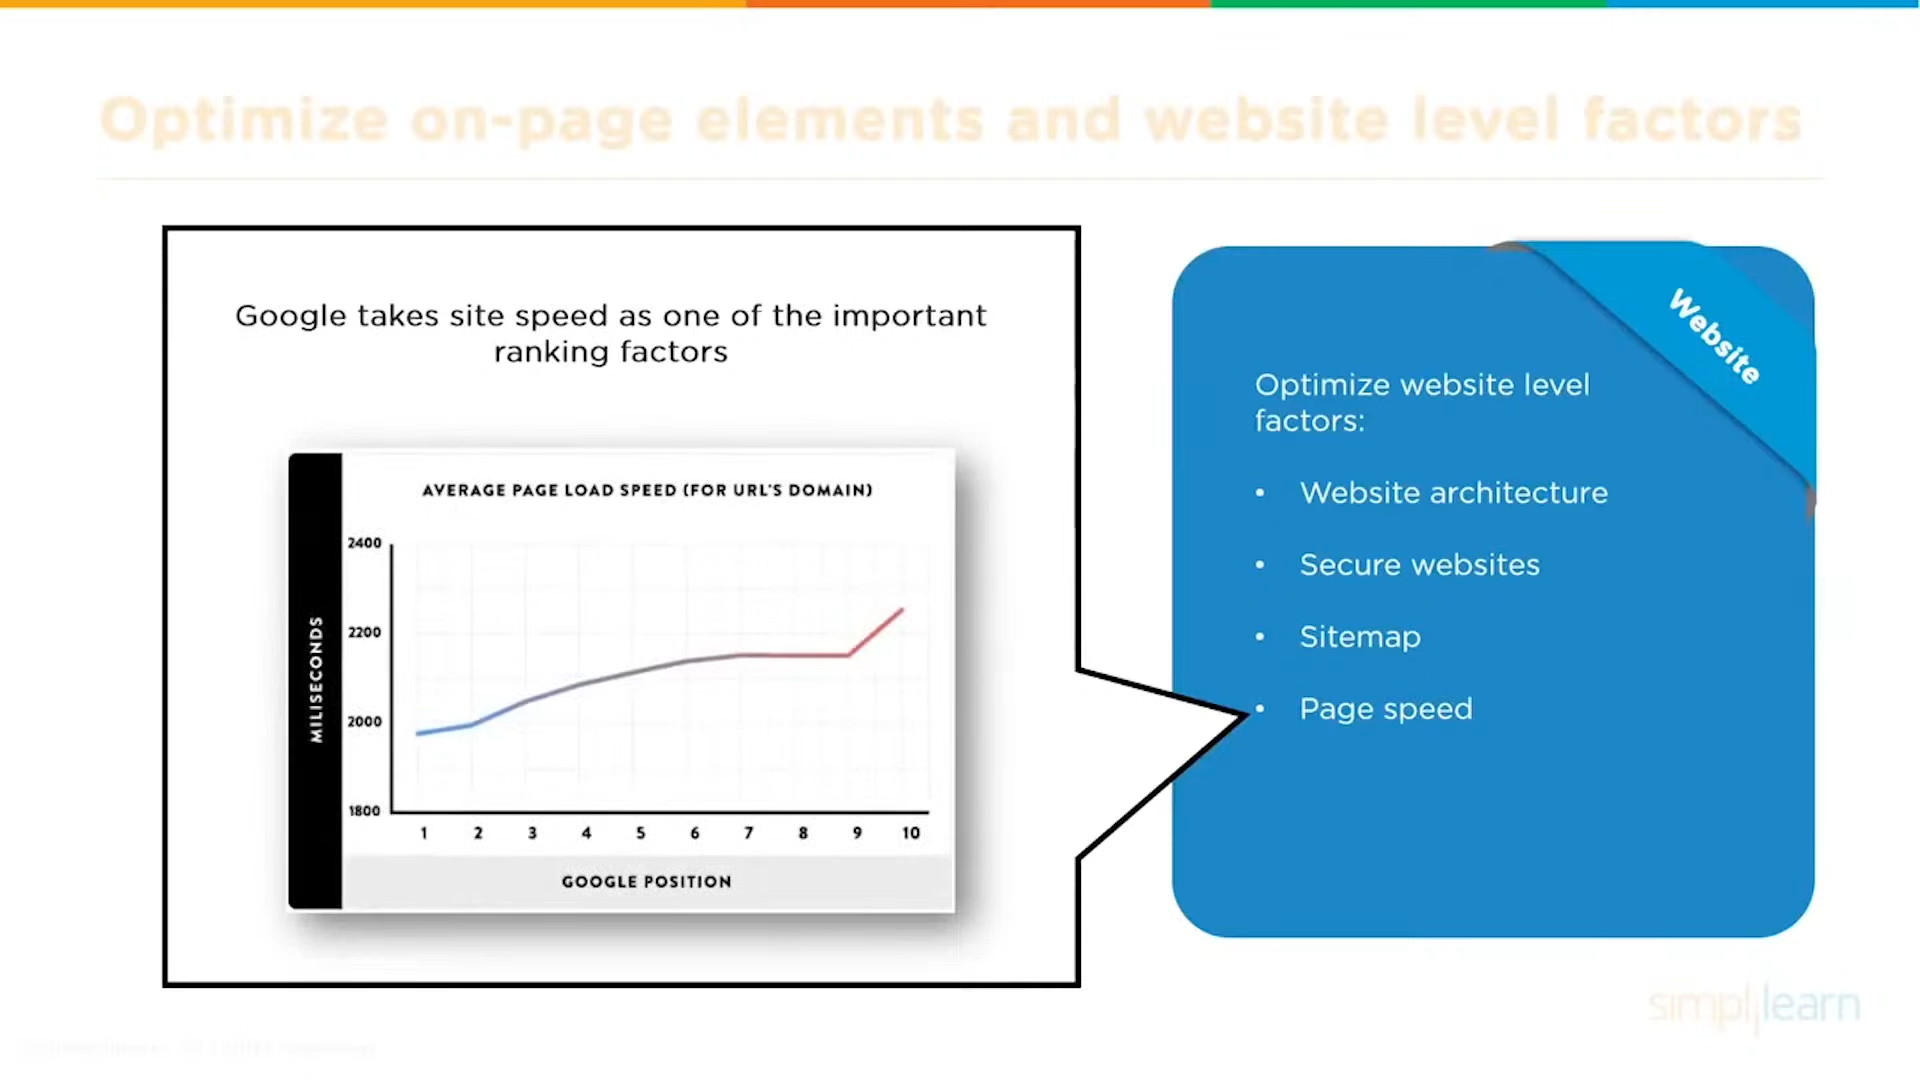 Optimize on-page elements and website level factors
Google takes site speed as one of the important
ranking factors
AVERAGE PAGE LOAD SPEED (FOR URL'S DOMAIN)
MILISECONDS
2400
2200
2000
1800
1 2 3 4 5 6 7 8 9 10
GOOGLE POSITION
Website
Optimize website level
factors:
• Website architecture
• Secure websites
• Sitemap
• Page speed
simplilearn